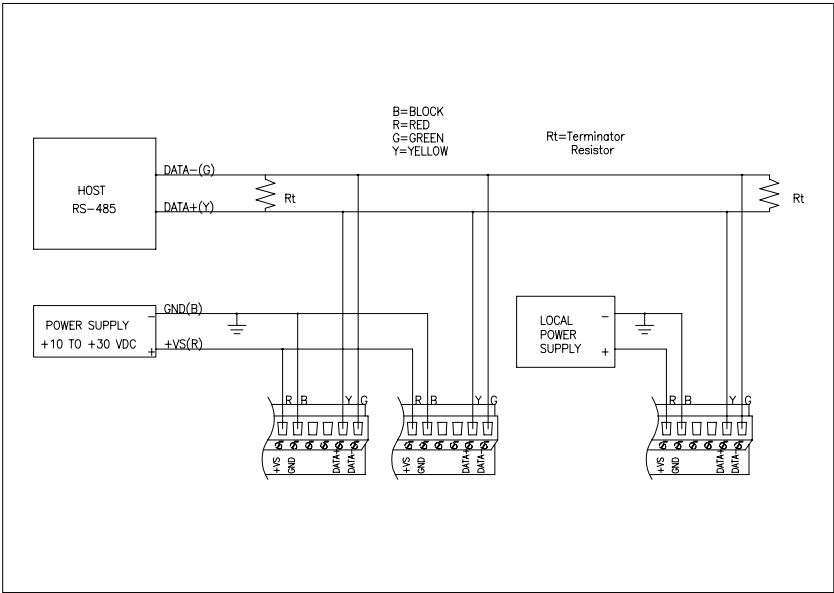 B=BLOCK
R=RED
G=GREEN
Y=YELLOW
Rt=Terminator
Resistor
HOST
RS-485
DATA-(G)
DATA+(Y)
Rt
Rt
POWER SUPPLY
+10 TO +30 VDC
-
+
GND(B)
+VS(R)
LOCAL
POWER
SUPPLY
-
+
R B Y G
R B Y G
R B Y G
+VS GND DATA+ DATA-
+VS GND DATA+ DATA-
+VS GND DATA+ DATA-